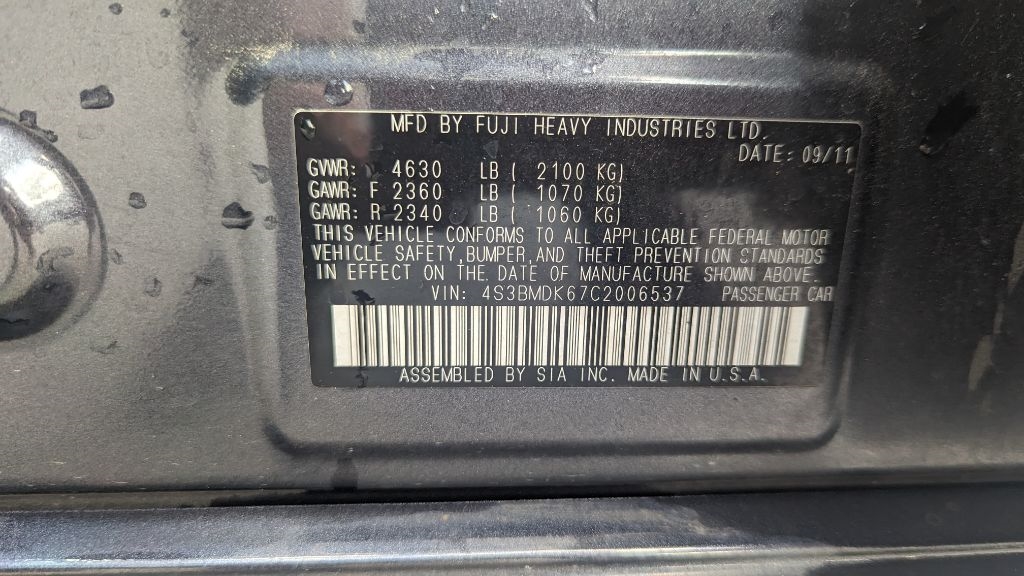 MFD BY FUJI HEAVY INDUSTRIES LTD.
DATE: 09/11
GVWR: 4630 LB ( 2100 KG)
GAWR: F 2360 LB ( 1070 KG)
GAWR: R 2340 LB ( 1060 KG)
THIS VEHICLE CONFORMS TO ALL APPLICABLE FEDERAL MOTOR
VEHICLE SAFETY, BUMPER, AND THEFT PREVENTION STANDARDS
IN EFFECT ON THE DATE OF MANUFACTURE SHOWN ABOVE.
VIN: 4S3BMDK67C2006537 PASSENGER CAR
ASSEMBLED BY SIA INC. MADE IN U.S.A.